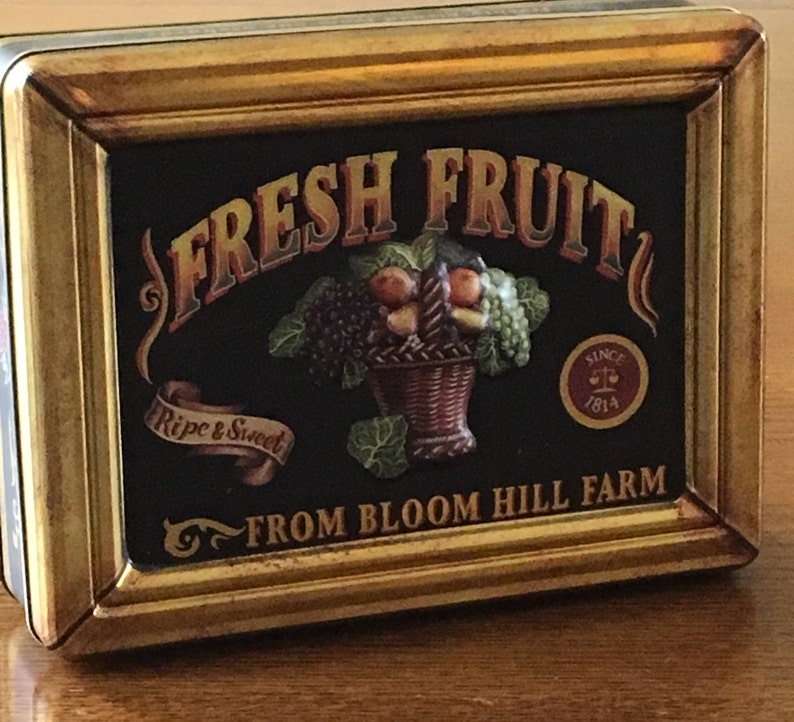 FRESH FRUIT
SINCE
1814
Ripe & Sweet
FROM BLOOM HILL FARM